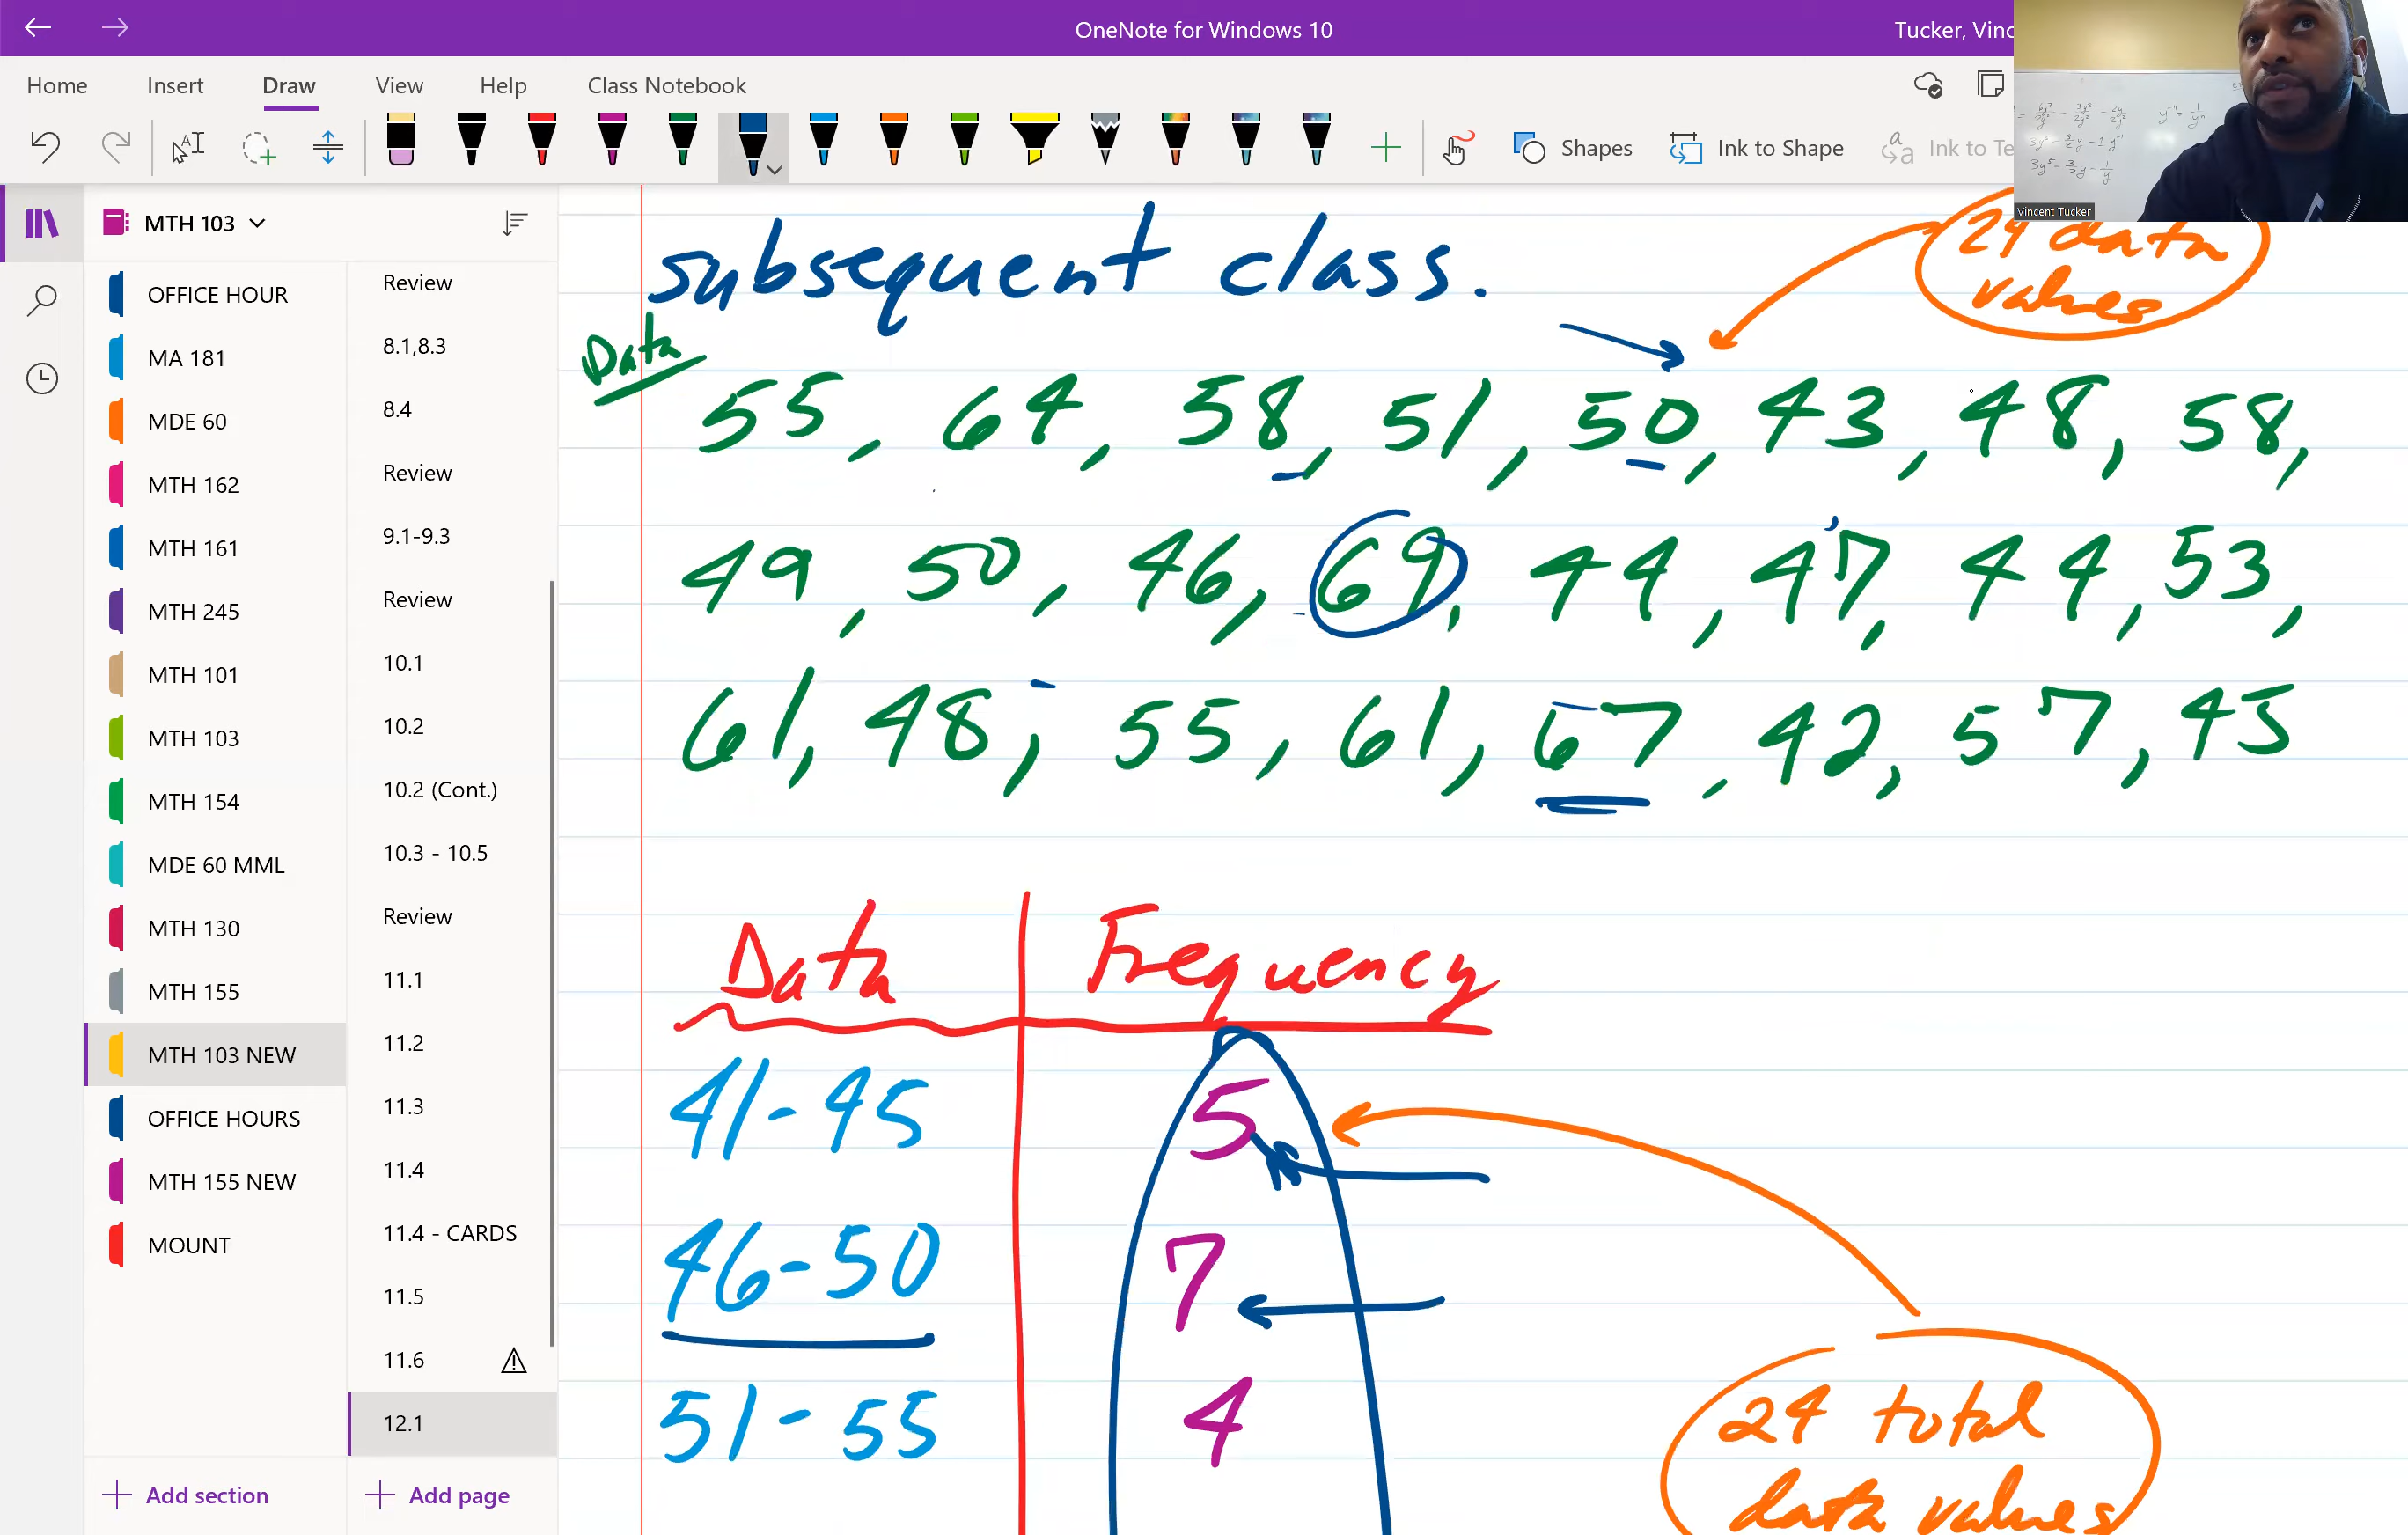 OneNote for Windows 10
Tucker, Vinc
Home Insert Draw View Help Class Notebook
Shapes Ink to Shape Ink to Te
Vincent Tucker
MTH 103
OFFICE HOUR
MA 181
MDE 60
MTH 162
MTH 161
MTH 245
MTH 101
MTH 103
MTH 154
MDE 60 MML
MTH 130
MTH 155
MTH 103 NEW
OFFICE HOURS
MTH 155 NEW
MOUNT
Add section
Review
8.1,8.3
8.4
Review
9.1-9.3
Review
10.1
10.2
10.2 (Cont.)
10.3 - 10.5
Review
11.1
11.2
11.3
11.4
11.4 - CARDS
11.5
11.6
12.1
Add page
subsequent class.
24 data
values
Data
55, 64, 58, 51, 50, 43, 48, 58,
49, 50, 46, 69, 44, 47, 44, 53,
61, 48, 55, 61, 67, 42, 57, 45
Data Frequency
41-45 5
46-50 7
51-55 4
24 total
data values